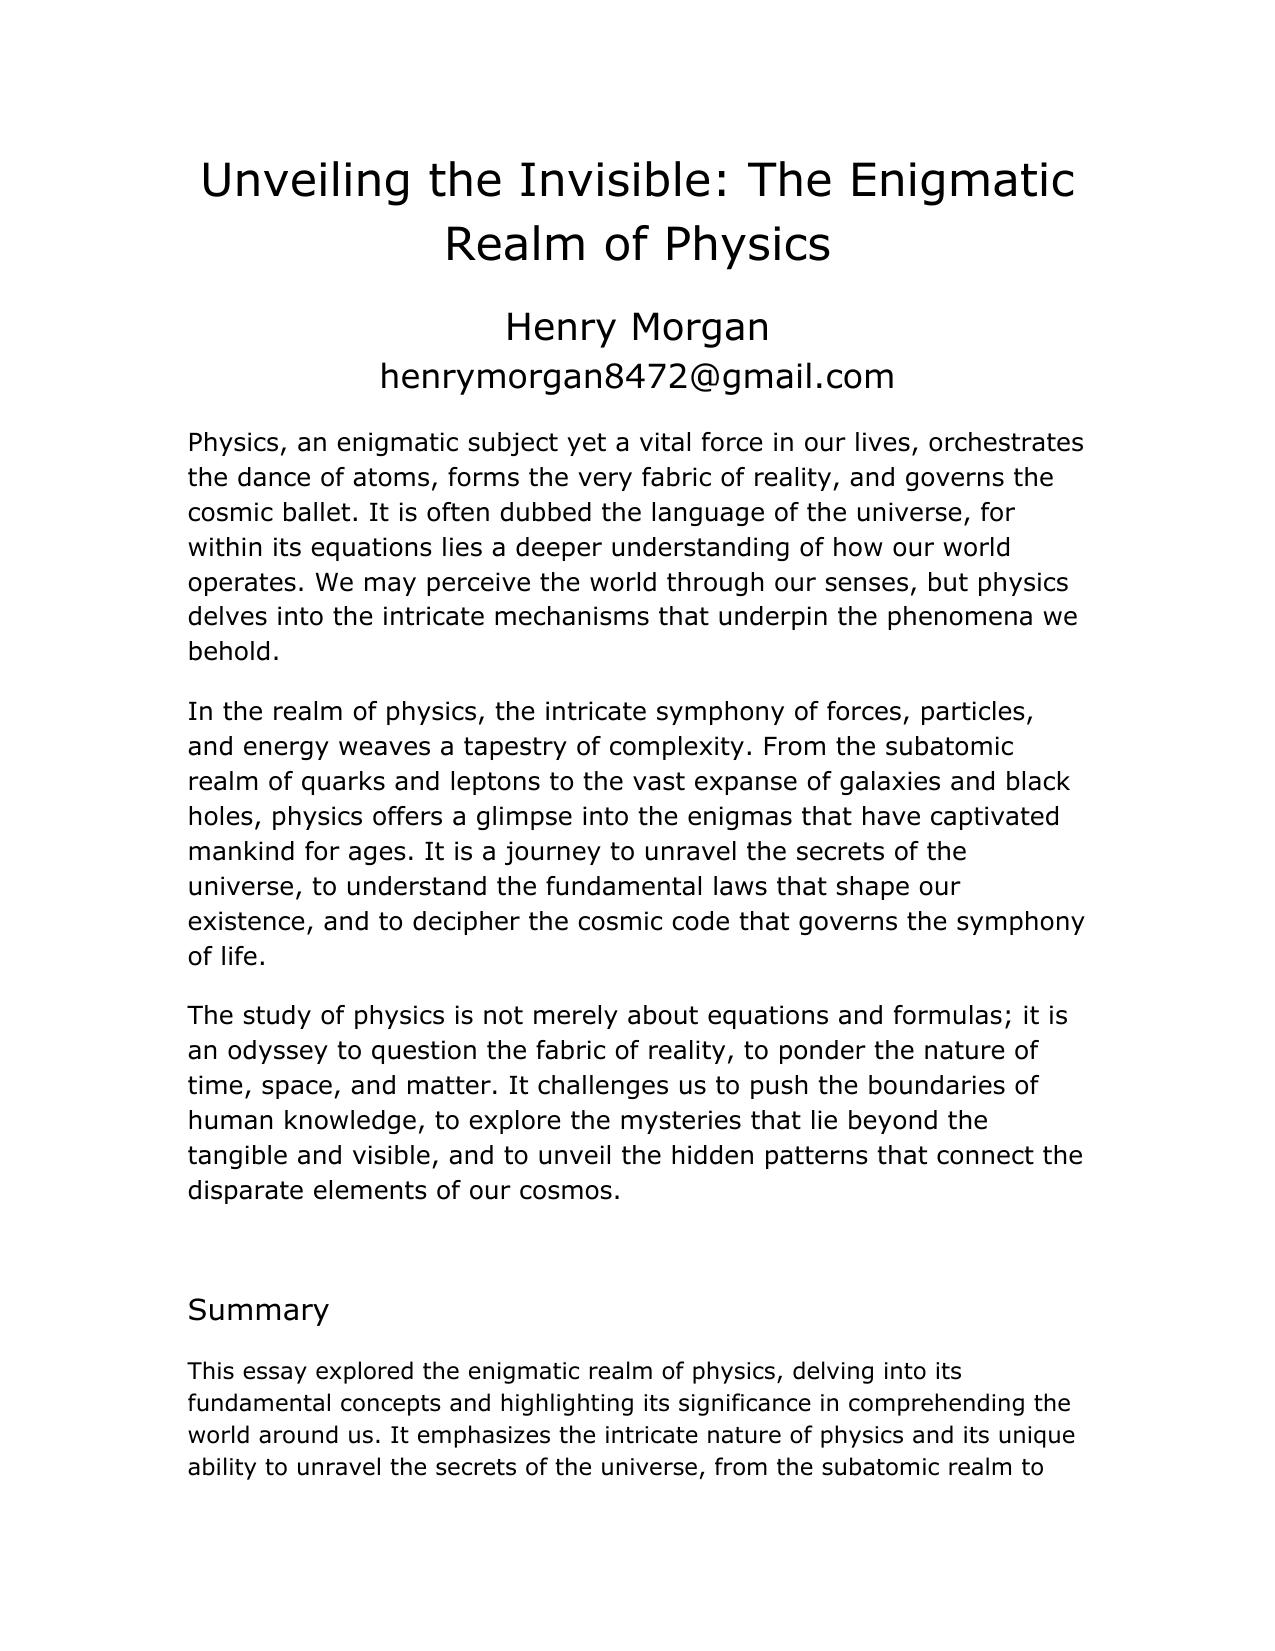 Unveiling the Invisible: The Enigmatic
Realm of Physics
Henry Morgan
henrymorgan8472@gmail.com
Physics, an enigmatic subject yet a vital force in our lives, orchestrates
the dance of atoms, forms the very fabric of reality, and governs the
cosmic ballet. It is often dubbed the language of the universe, for
within its equations lies a deeper understanding of how our world
operates. We may perceive the world through our senses, but physics
delves into the intricate mechanisms that underpin the phenomena we
behold.
In the realm of physics, the intricate symphony of forces, particles,
and energy weaves a tapestry of complexity. From the subatomic
realm of quarks and leptons to the vast expanse of galaxies and black
holes, physics offers a glimpse into the enigmas that have captivated
mankind for ages. It is a journey to unravel the secrets of the
universe, to understand the fundamental laws that shape our
existence, and to decipher the cosmic code that governs the symphony
of life.
The study of physics is not merely about equations and formulas; it is
an odyssey to question the fabric of reality, to ponder the nature of
time, space, and matter. It challenges us to push the boundaries of
human knowledge, to explore the mysteries that lie beyond the
tangible and visible, and to unveil the hidden patterns that connect the
disparate elements of our cosmos.
Summary
This essay explored the enigmatic realm of physics, delving into its
fundamental concepts and highlighting its significance in comprehending the
world around us. It emphasizes the intricate nature of physics and its unique
ability to unravel the secrets of the universe, from the subatomic realm to